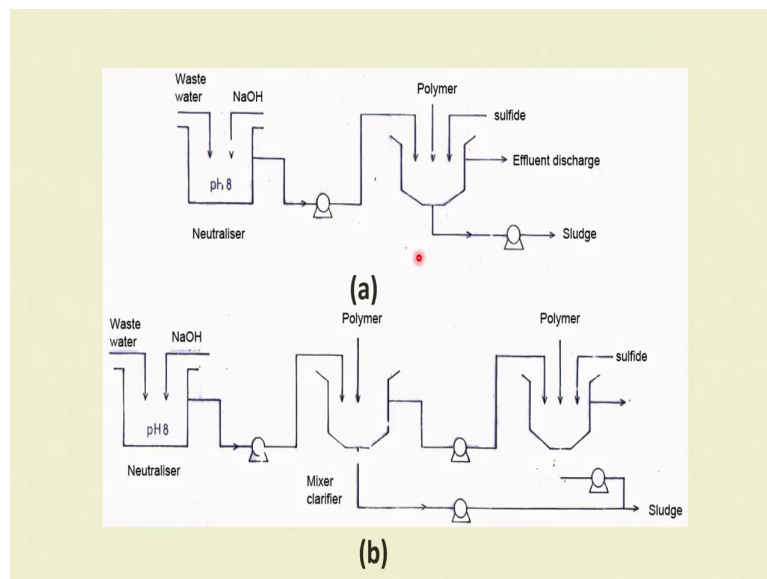 Waste
water
NaOH
Polymer
sulfide
Effluent discharge
pH 8
Neutraliser
Sludge
(a)
Waste
water
NaOH
Polymer
Polymer
sulfide
pH 8
Neutraliser
Mixer
clarifier
Sludge
(b)